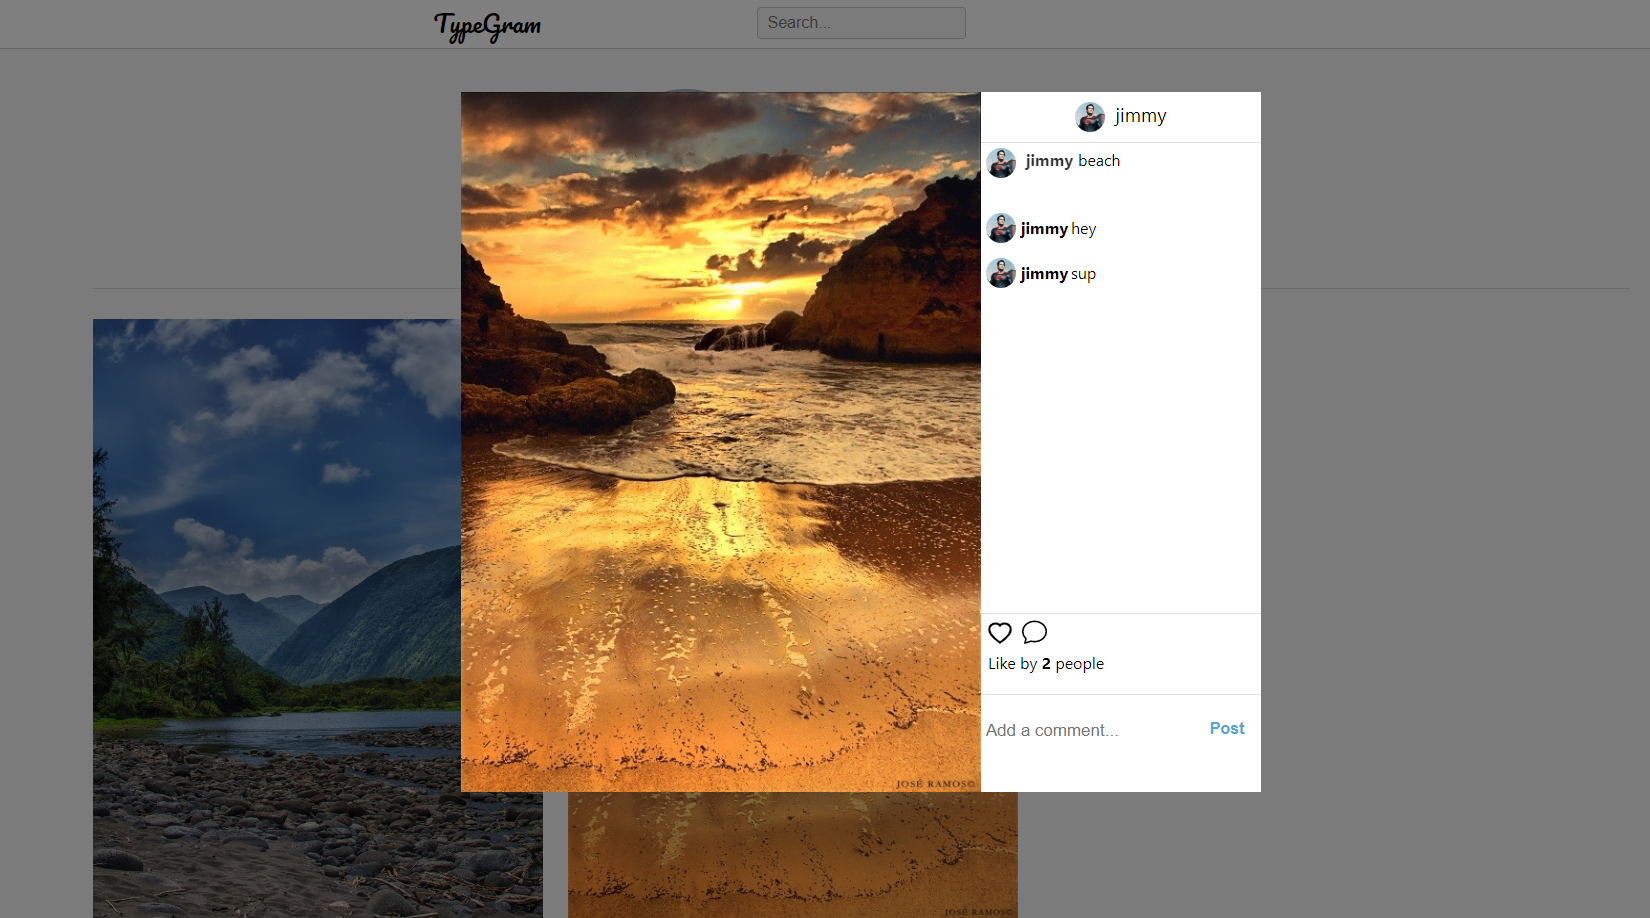 TypeGram
Search...
jimmy
jimmy beach
jimmy hey
jimmy sup
Like by 2 people
Add a comment...
Post
JOSÉ RAMOS©
JOSÉ RAMOS©